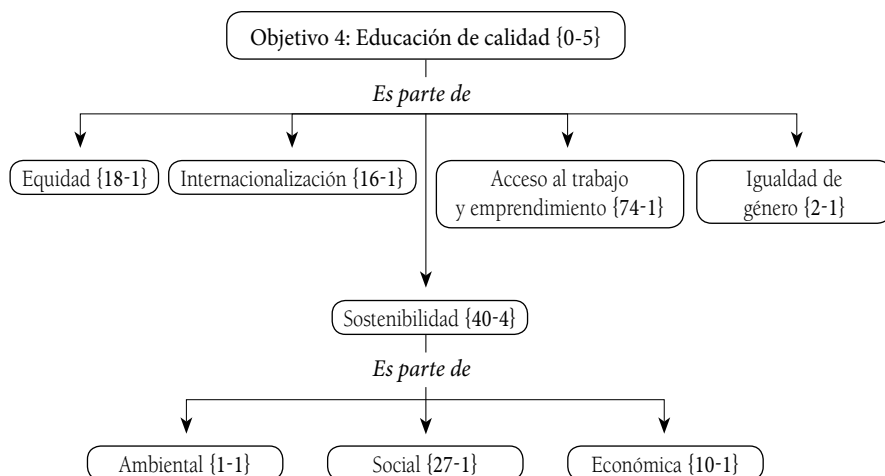 Objetivo 4: Educación de calidad {0-5}
Es parte de
Equidad {18-1}
Internacionalización {16-1}
Acceso al trabajo
y emprendimiento {74-1}
Igualdad de
género {2-1}
Sostenibilidad {40-4}
Es parte de
Ambiental {1-1}
Social {27-1}
Económica {10-1}